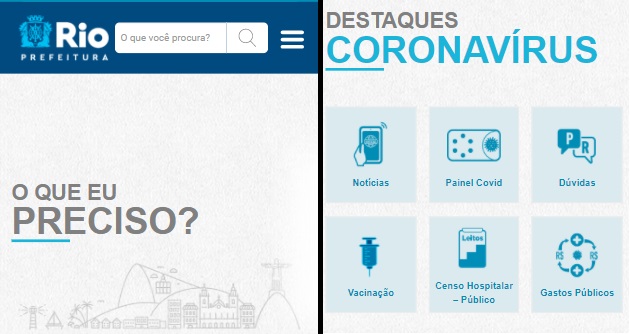 Rio
PREFEITURA
O que você procura?
O QUE EU
PRECISO?
DESTAQUES
CORONAVÍRUS
Notícias
Painel Covid
P R
Dúvidas
Vacinação
Leitos
Censo Hospitalar
– Público
R$ R$
Gastos Públicos